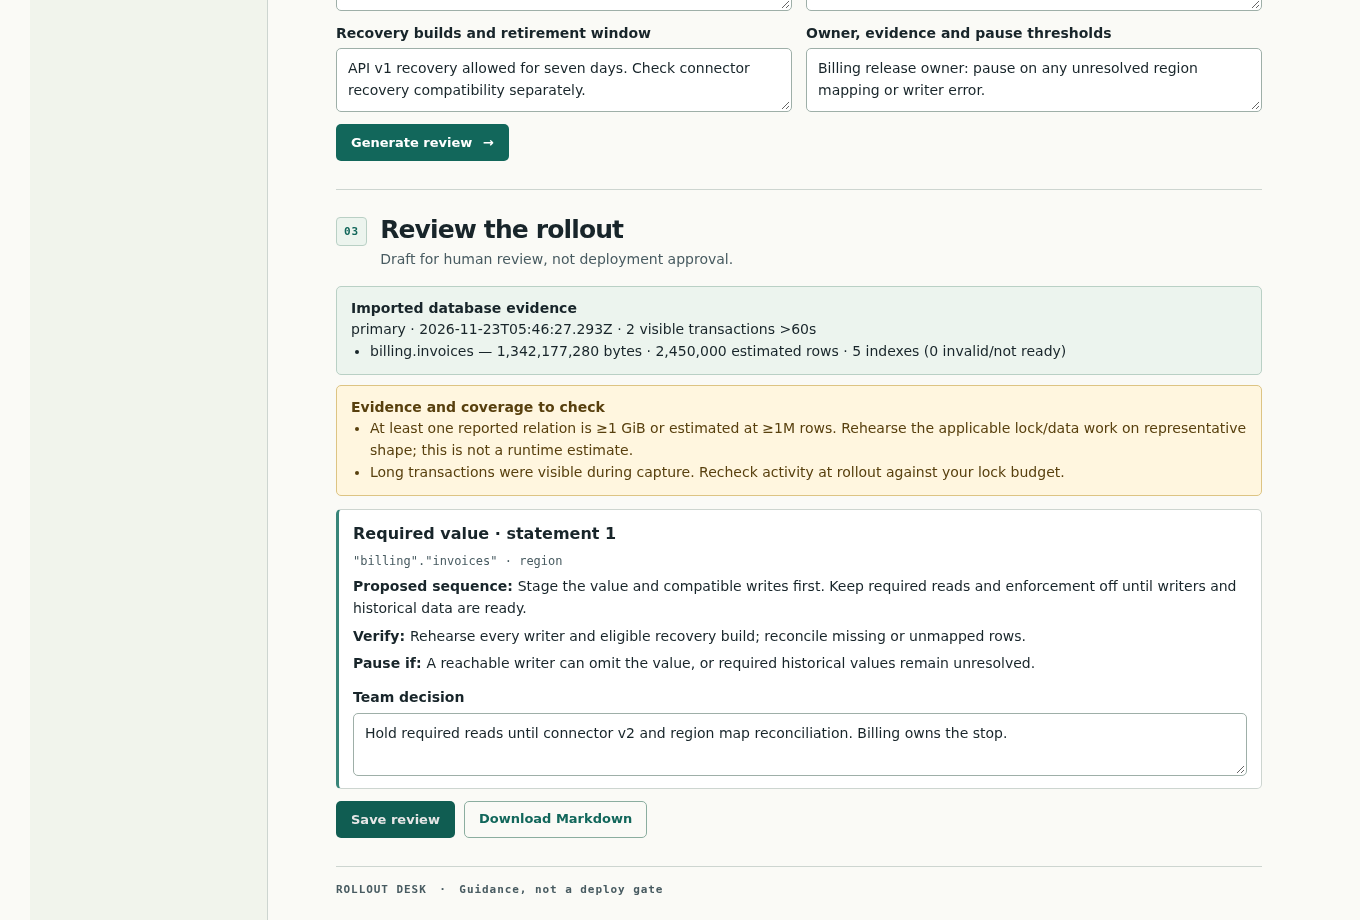 Recovery builds and retirement window
Owner, evidence and pause thresholds
API v1 recovery allowed for seven days. Check connector
recovery compatibility separately.
Billing release owner: pause on any unresolved region
mapping or writer error.
Generate review →
03
Review the rollout
Draft for human review, not deployment approval.
Imported database evidence
primary · 2026-11-23T05:46:27.293Z · 2 visible transactions >60s
• billing.invoices — 1,342,177,280 bytes · 2,450,000 estimated rows · 5 indexes (0 invalid/not ready)
Evidence and coverage to check
• At least one reported relation is ≥1 GiB or estimated at ≥1M rows. Rehearse the applicable lock/data work on representative
shape; this is not a runtime estimate.
• Long transactions were visible during capture. Recheck activity at rollout against your lock budget.
Required value · statement 1
"billing"."invoices" · region
Proposed sequence: Stage the value and compatible writes first. Keep required reads and enforcement off until writers and
historical data are ready.
Verify: Rehearse every writer and eligible recovery build; reconcile missing or unmapped rows.
Pause if: A reachable writer can omit the value, or required historical values remain unresolved.
Team decision
Hold required reads until connector v2 and region map reconciliation. Billing owns the stop.
Save review
Download Markdown
ROLLOUT DESK · Guidance, not a deploy gate